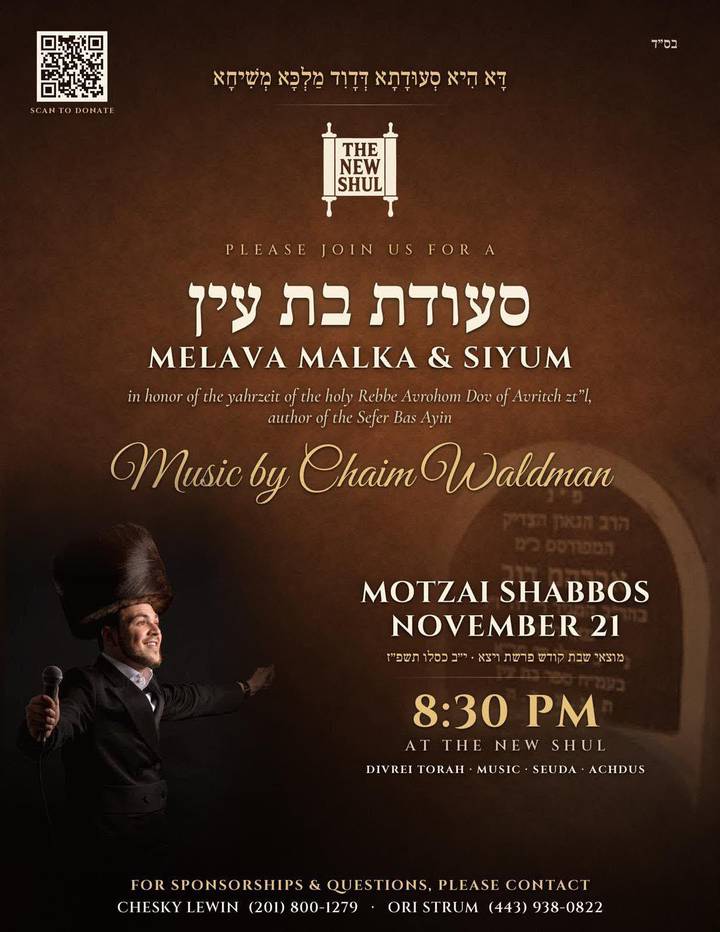 בס״ד
SCAN TO DONATE
דָּא הִיא סְעוּדָתָא דְּדָוִד מַלְכָּא מְשִׁיחָא
THE
NEW
SHUL
PLEASE JOIN US FOR A
סעודת בת עין
MELAVA MALKA & SIYUM
in honor of the yahrzeit of the holy Rebbe Avrohom Dov of Avritch zt"l,
author of the Sefer Bas Ayin
Music by Chaim Waldman
פ״נ
הרב הגאון הצדיק
המפורסם כ״מ
MOTZAI SHABBOS
NOVEMBER 21
מוצאי שבת קודש פרשת ויצא · י״ב כסלו תשפ״ז
8:30 PM
AT THE NEW SHUL
DIVREI TORAH · MUSIC · SEUDA · ACHDUS
FOR SPONSORSHIPS & QUESTIONS, PLEASE CONTACT
CHESKY LEWIN (201) 800-1279 · ORI STRUM (443) 938-0822